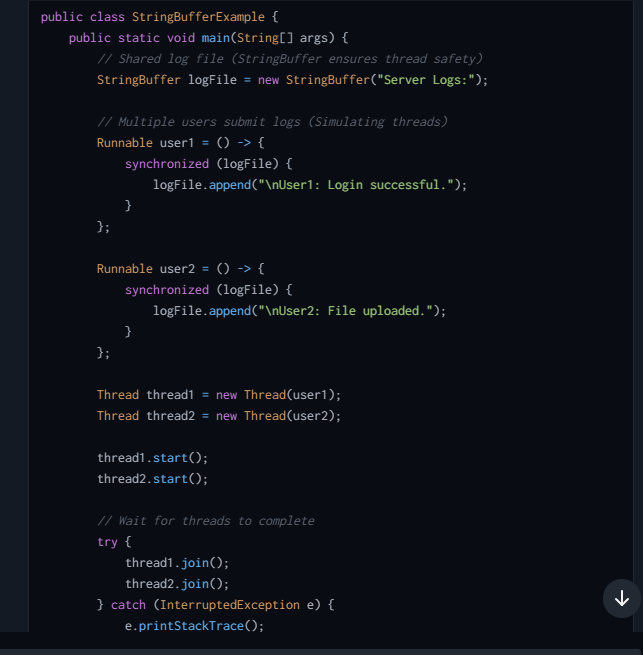 public class StringBufferExample {
    public static void main(String[] args) {
        // Shared log file (StringBuffer ensures thread safety)
        StringBuffer logFile = new StringBuffer("Server Logs:");

        // Multiple users submit logs (Simulating threads)
        Runnable user1 = () -> {
            synchronized (logFile) {
                logFile.append("\nUser1: Login successful.");
            }
        };

        Runnable user2 = () -> {
            synchronized (logFile) {
                logFile.append("\nUser2: File uploaded.");
            }
        };

        Thread thread1 = new Thread(user1);
        Thread thread2 = new Thread(user2);

        thread1.start();
        thread2.start();

        // Wait for threads to complete
        try {
            thread1.join();
            thread2.join();
        } catch (InterruptedException e) {
            e.printStackTrace();